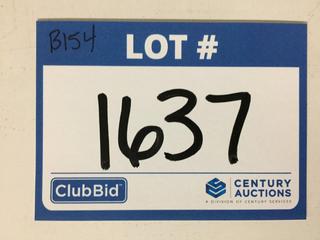 B154
LOT #
1637
ClubBid
CENTURY
AUCTIONS
A DIVISION OF CENTURY SERVICES